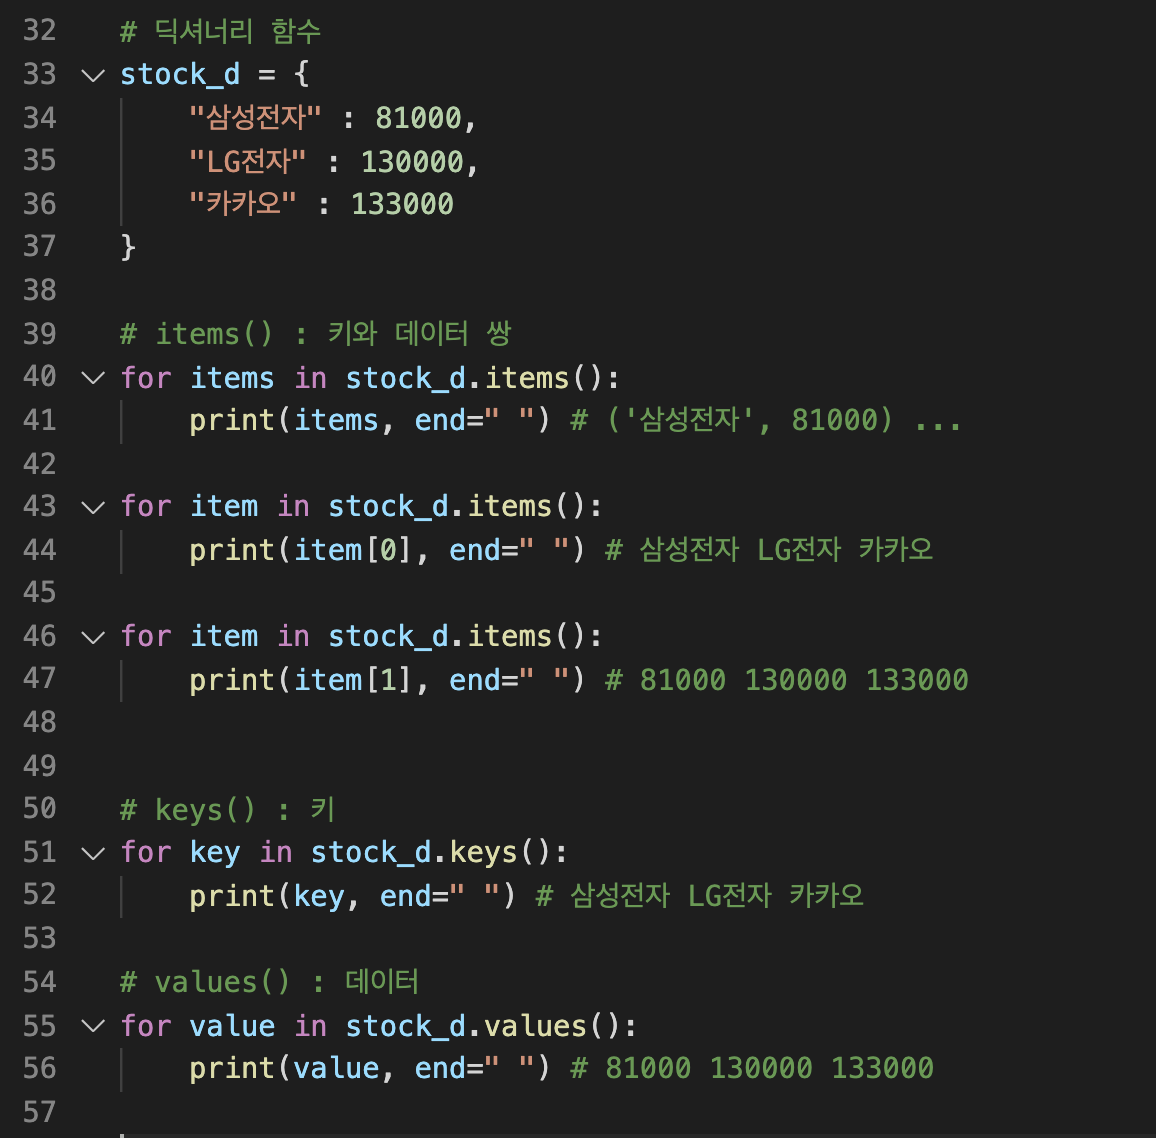 32 # 딕셔너리 함수
33 stock_d = {
34 "삼성전자" : 81000,
35 "LG전자" : 130000,
36 "카카오" : 133000
37 }
38
39 # items() : 키와 데이터 쌍
40 for items in stock_d.items():
41 print(items, end=" ") # ('삼성전자', 81000) ...
42
43 for item in stock_d.items():
44 print(item[0], end=" ") # 삼성전자 LG전자 카카오
45
46 for item in stock_d.items():
47 print(item[1], end=" ") # 81000 130000 133000
48
49
50 # keys() : 키
51 for key in stock_d.keys():
52 print(key, end=" ") # 삼성전자 LG전자 카카오
53
54 # values() : 데이터
55 for value in stock_d.values():
56 print(value, end=" ") # 81000 130000 133000
57